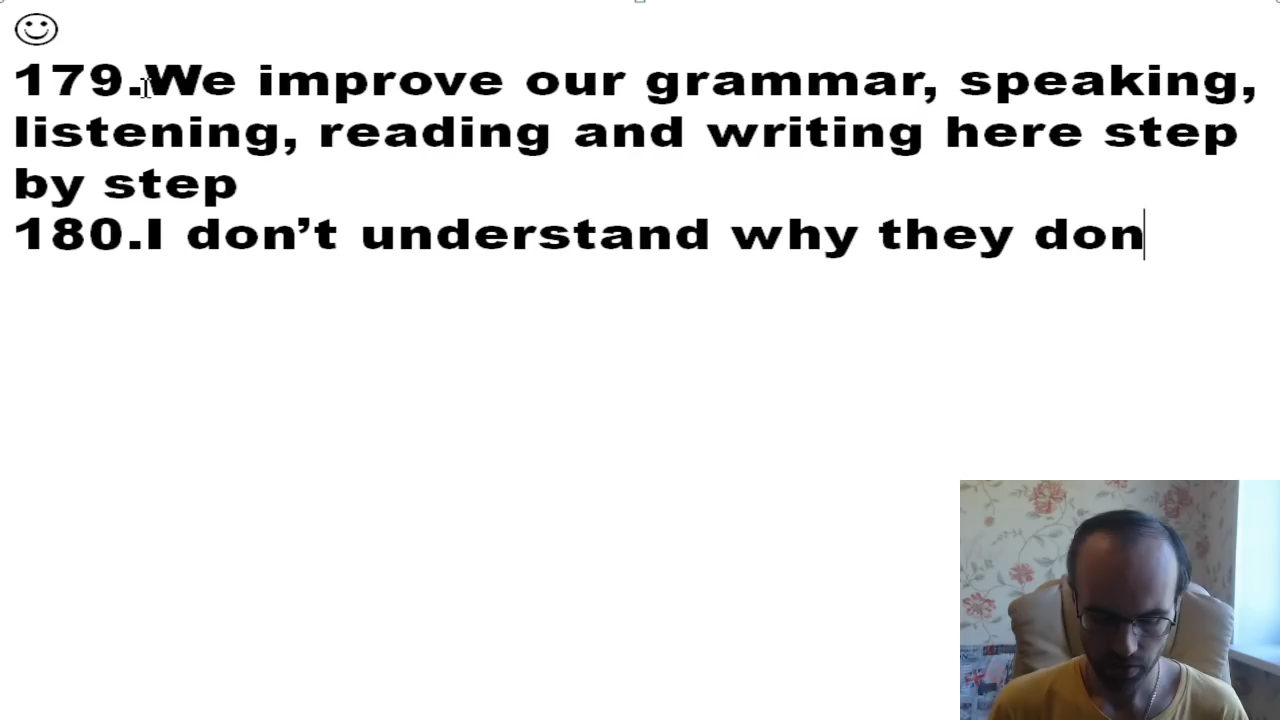 179.We improve our grammar, speaking,
listening, reading and writing here step
by step
180.I don’t understand why they don